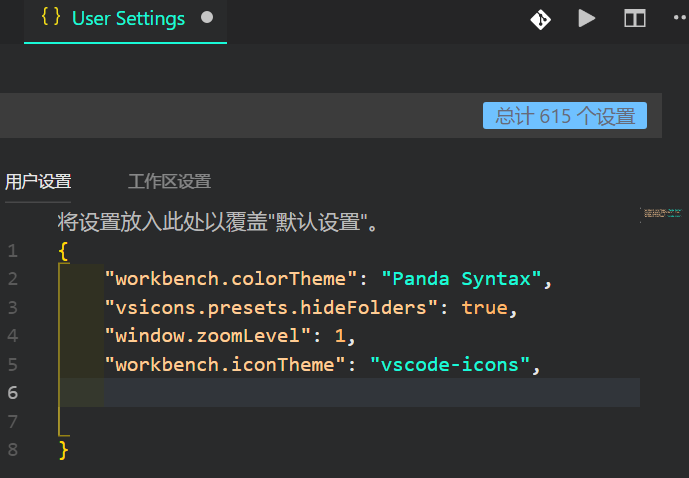 {} User Settings
总计 615 个设置
用户设置 工作区设置
将设置放入此处以覆盖"默认设置"。
1 {
2 "workbench.colorTheme": "Panda Syntax",
3 "vsicons.presets.hideFolders": true,
4 "window.zoomLevel": 1,
5 "workbench.iconTheme": "vscode-icons",
6
7
8 }